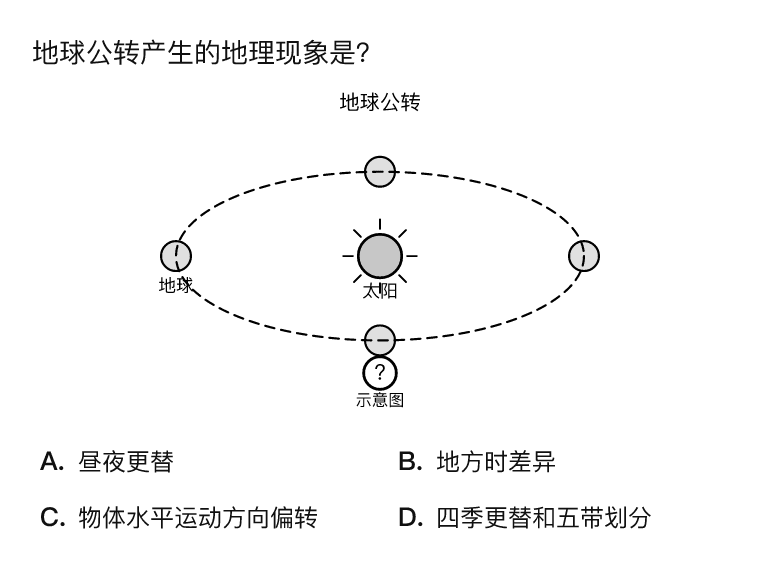 地球公转产生的地理现象是?
地球公转
地球
太阳
?
示意图
A. 昼夜更替
B. 地方时差异
C. 物体水平运动方向偏转
D. 四季更替和五带划分